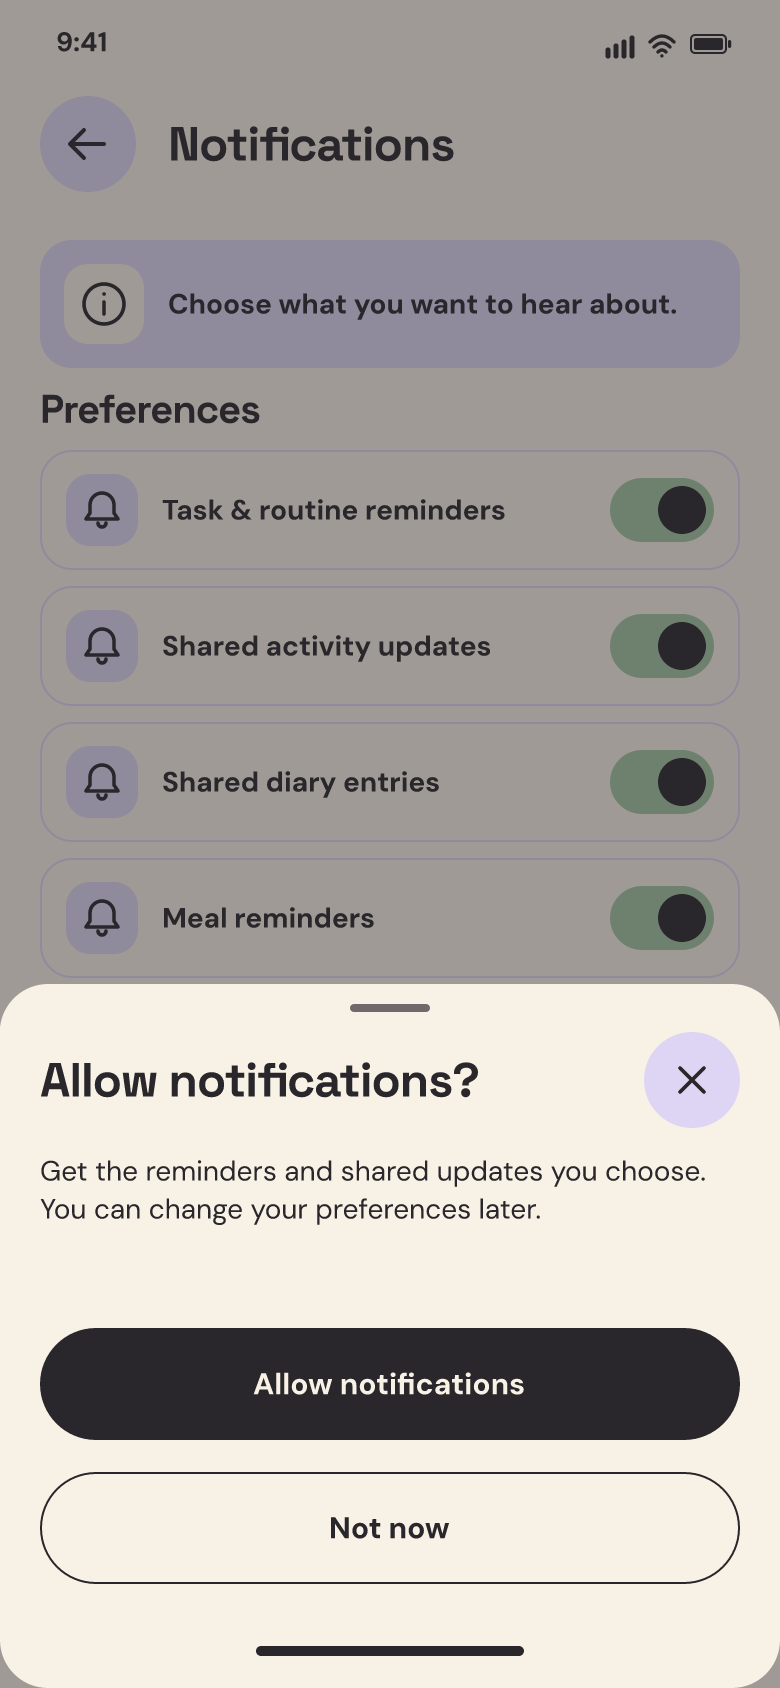 9:41
Notifications
Choose what you want to hear about.
Preferences
Task & routine reminders
Shared activity updates
Shared diary entries
Meal reminders
Allow notifications?
Get the reminders and shared updates you choose.
You can change your preferences later.
Allow notifications
Not now